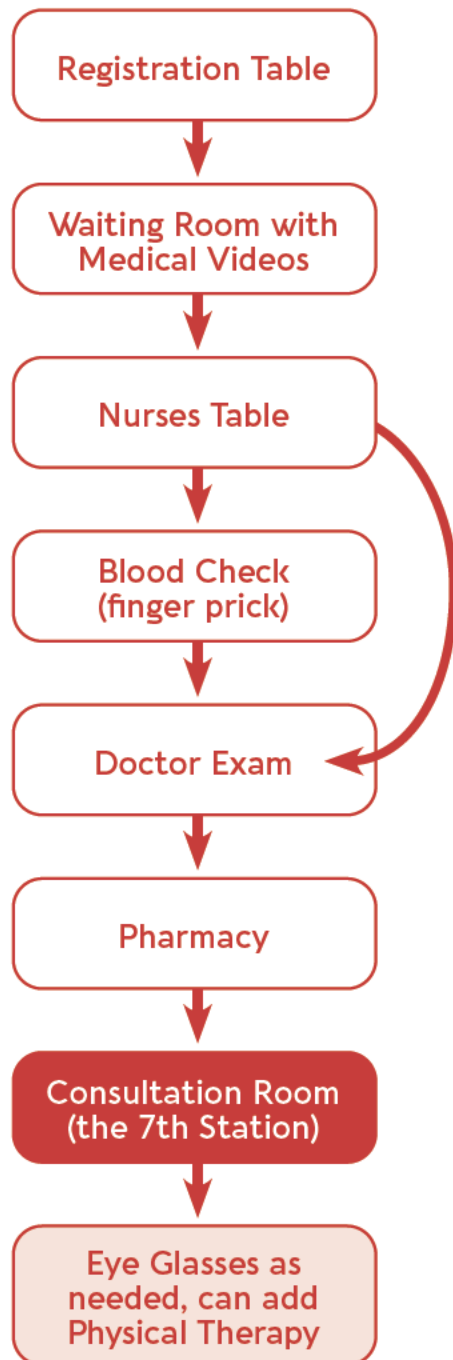 Registration Table
Waiting Room with
Medical Videos
Nurses Table
Blood Check
(finger prick)
Doctor Exam
Pharmacy
Consultation Room
(the 7th Station)
Eye Glasses as
needed, can add
Physical Therapy